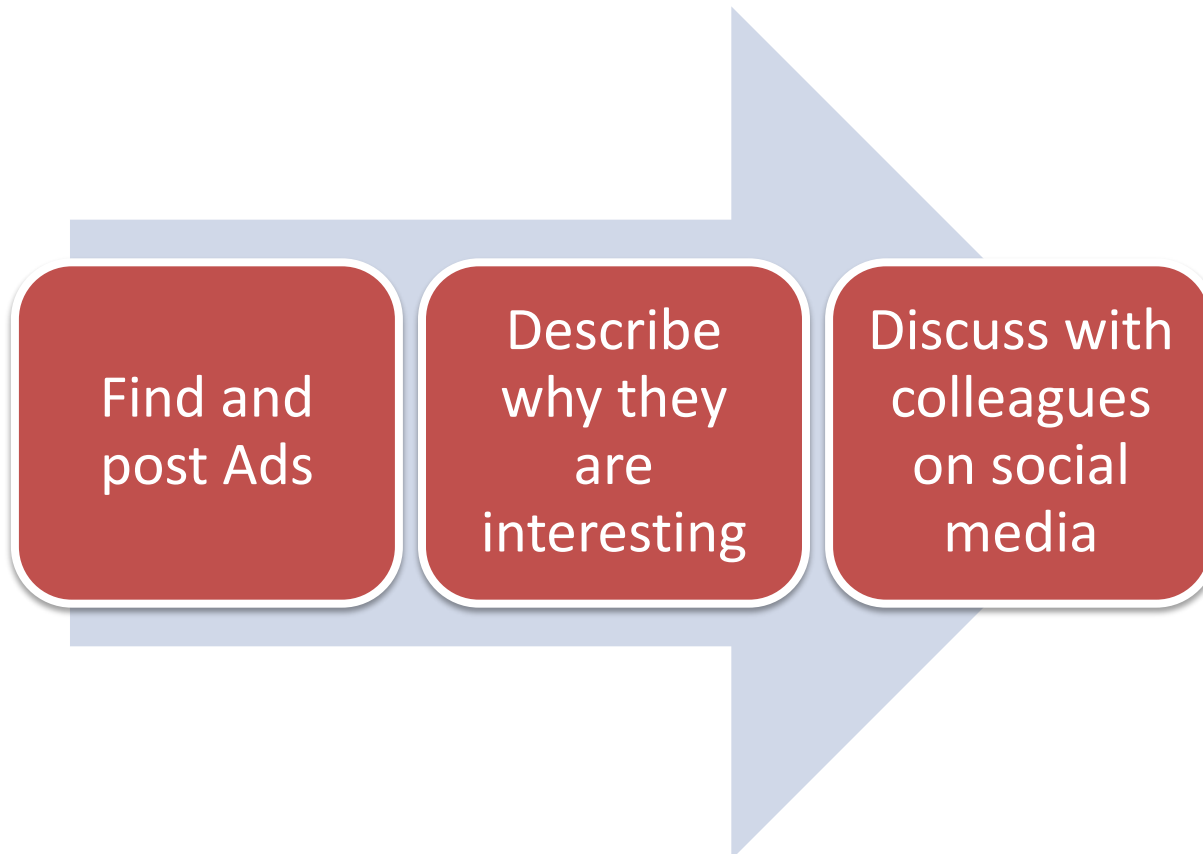 Find and
post Ads
Describe
why they
are
interesting
Discuss with
colleagues
on social
media